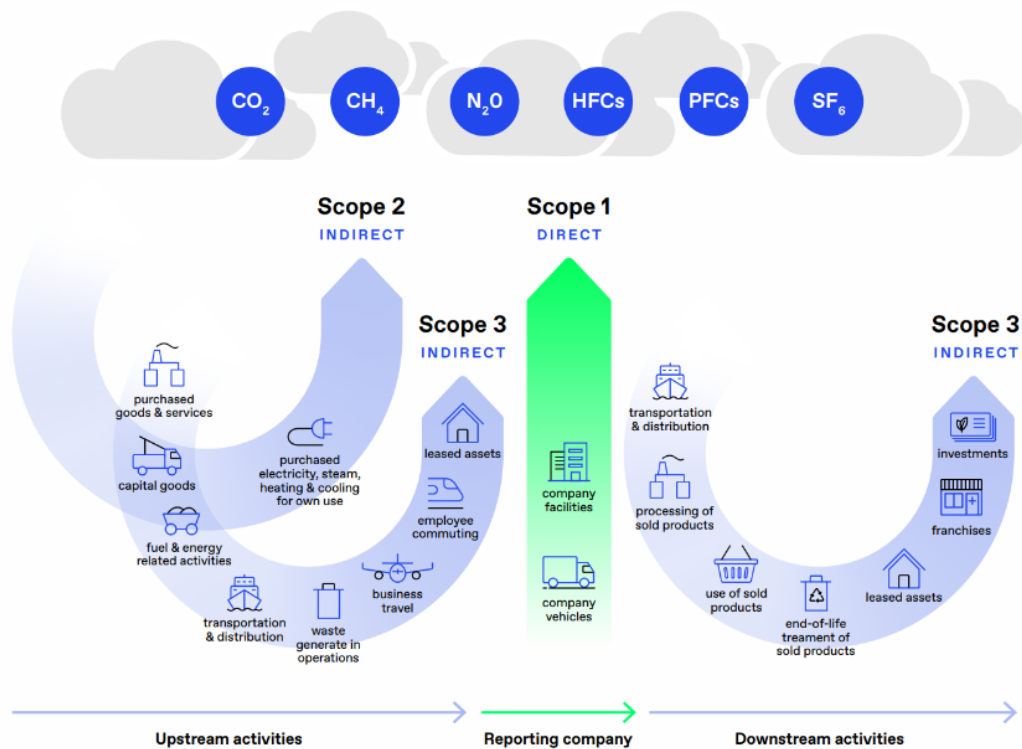 CO₂
CH₄
N₂0
HFCs
PFCs
SF₆
Scope 2
INDIRECT
Scope 1
DIRECT
Scope 3
INDIRECT
Scope 3
INDIRECT
purchased
goods & services
capital goods
fuel & energy
related activities
transportation
& distribution
waste
generate in
operations
business
travel
employee
commuting
leased assets
purchased
electricity, steam,
heating & cooling
for own use
company
facilities
company
vehicles
transportation
& distribution
processing of
sold products
use of sold
products
end-of-life
treament of
sold products
leased assets
franchises
investments
Upstream activities
Reporting company
Downstream activities